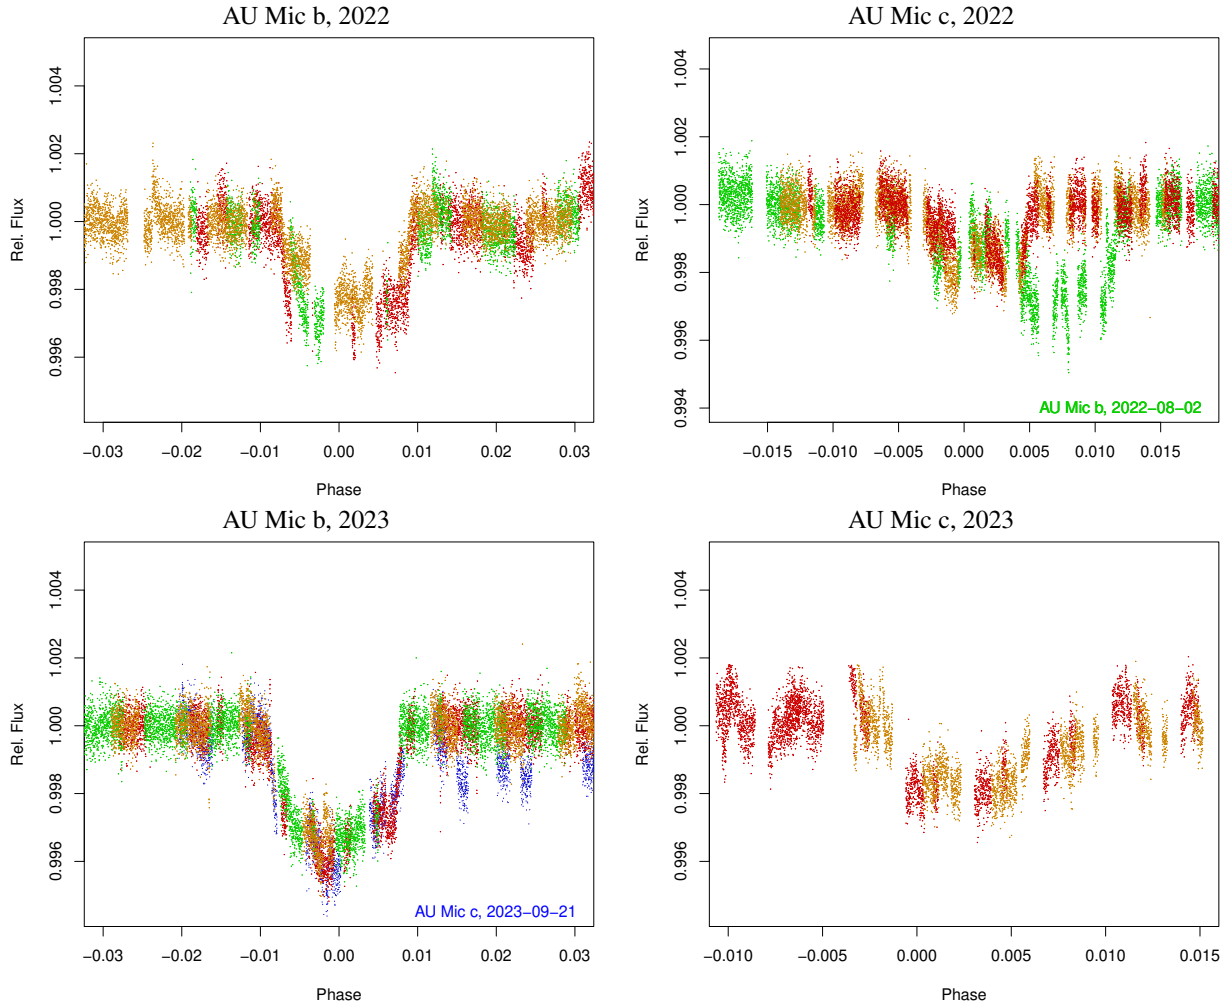 AU Mic b, 2022
Rel. Flux
0.996 0.998 1.000 1.002 1.004
−0.03 −0.02 −0.01 0.00 0.01 0.02 0.03
Phase
AU Mic c, 2022
Rel. Flux
0.994 0.996 0.998 1.000 1.002 1.004
AU Mic b, 2022−08−02
−0.015 −0.010 −0.005 0.000 0.005 0.010 0.015
Phase
AU Mic b, 2023
Rel. Flux
0.996 0.998 1.000 1.002 1.004
AU Mic c, 2023−09−21
−0.03 −0.02 −0.01 0.00 0.01 0.02 0.03
Phase
AU Mic c, 2023
Rel. Flux
0.996 0.998 1.000 1.002 1.004
−0.010 −0.005 0.000 0.005 0.010 0.015
Phase